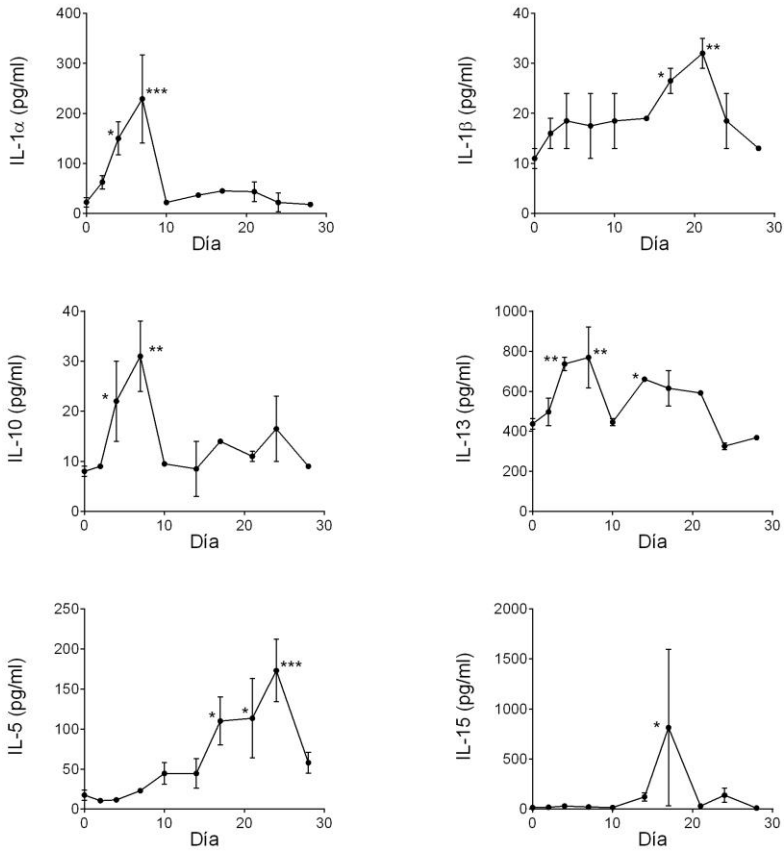 IL-1α (pg/ml)
400
300
200
100
0
*
***
0 10 20 30
Día
IL-1β (pg/ml)
40
30
20
10
0
*
**
0 10 20 30
Día
IL-10 (pg/ml)
40
30
20
10
0
*
**
0 10 20 30
Día
IL-13 (pg/ml)
1000
800
600
400
200
0
**
**
*
0 10 20 30
Día
IL-5 (pg/ml)
250
200
150
100
50
0
*
*
***
0 10 20 30
Día
IL-15 (pg/ml)
2000
1500
1000
500
0
*
0 10 20 30
Día